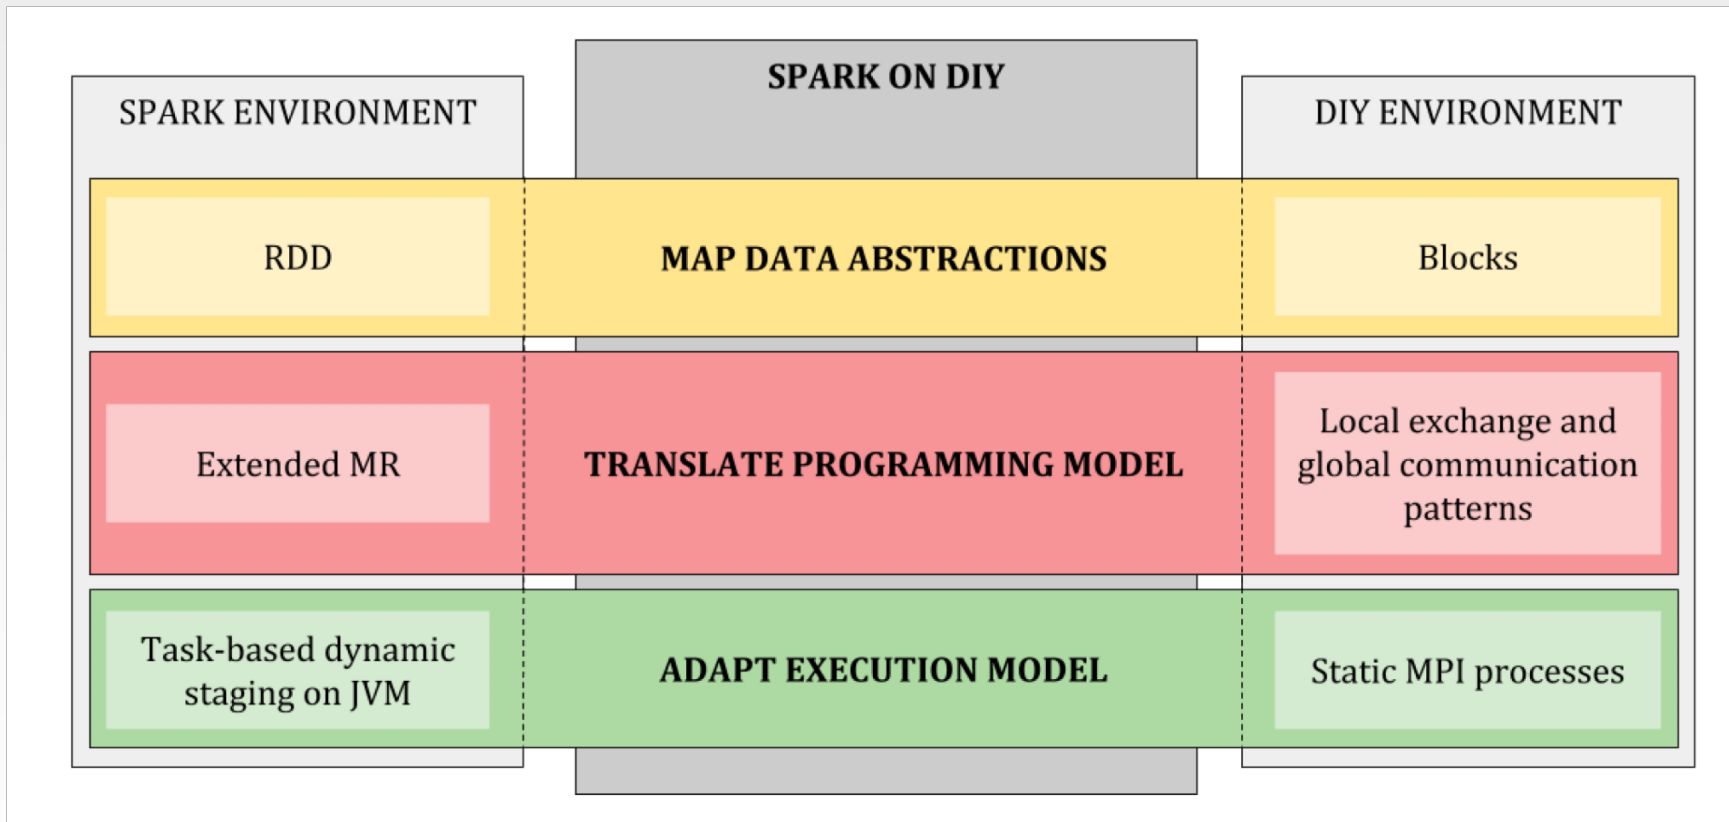 SPARK ON DIY
SPARK ENVIRONMENT
DIY ENVIRONMENT
RDD
MAP DATA ABSTRACTIONS
Blocks
Extended MR
TRANSLATE PROGRAMMING MODEL
Local exchange and
global communication
patterns
Task-based dynamic
staging on JVM
ADAPT EXECUTION MODEL
Static MPI processes